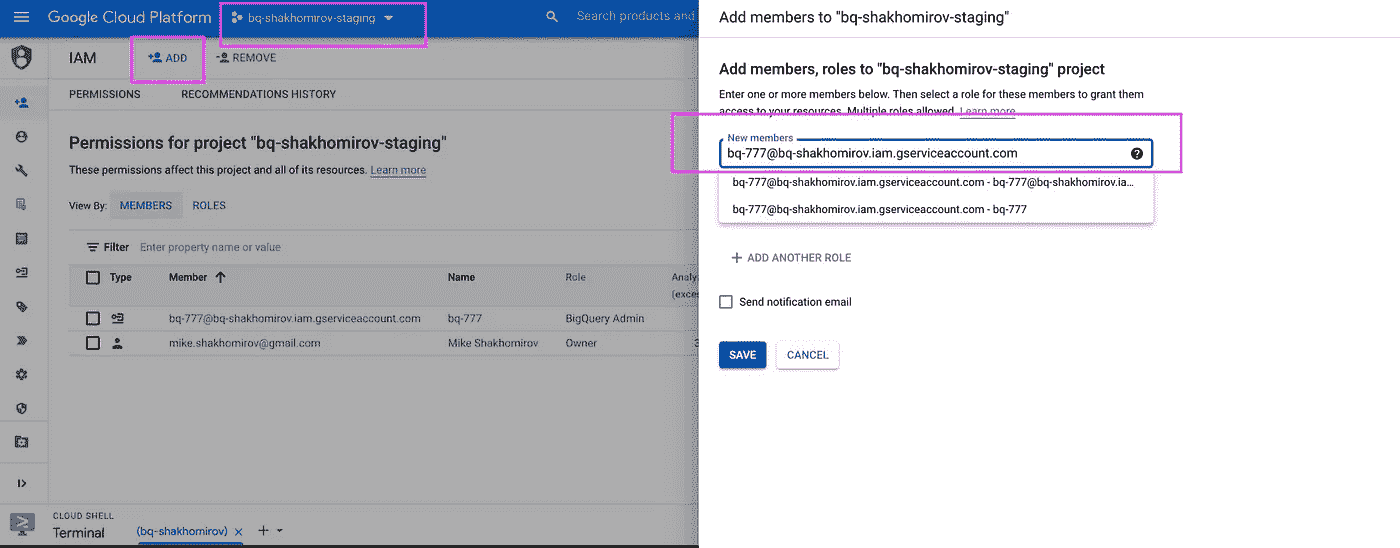 Google Cloud Platform
bq-shakhomirov-staging
Search products and
IAM
ADD
REMOVE
PERMISSIONS
RECOMMENDATIONS HISTORY
Permissions for project "bq-shakhomirov-staging"
These permissions affect this project and all of its resources. Learn more
View By:
MEMBERS
ROLES
Filter
Enter property name or value
Type
Member
Name
Role
Analy
(exces
bq-777@bq-shakhomirov.iam.gserviceaccount.com
bq-777
BigQuery Admin
mike.shakhomirov@gmail.com
Mike Shakhomirov
Owner
CLOUD SHELL
Terminal
(bq-shakhomirov)
Add members to "bq-shakhomirov-staging"
Add members, roles to "bq-shakhomirov-staging" project
Enter one or more members below. Then select a role for these members to grant them
access to your resources. Multiple roles allowed. Learn more
New members
bq-777@bq-shakhomirov.iam.gserviceaccount.com
bq-777@bq-shakhomirov.iam.gserviceaccount.com - bq-777@bq-shakhomirov.ia...
bq-777@bq-shakhomirov.iam.gserviceaccount.com - bq-777
ADD ANOTHER ROLE
Send notification email
SAVE
CANCEL